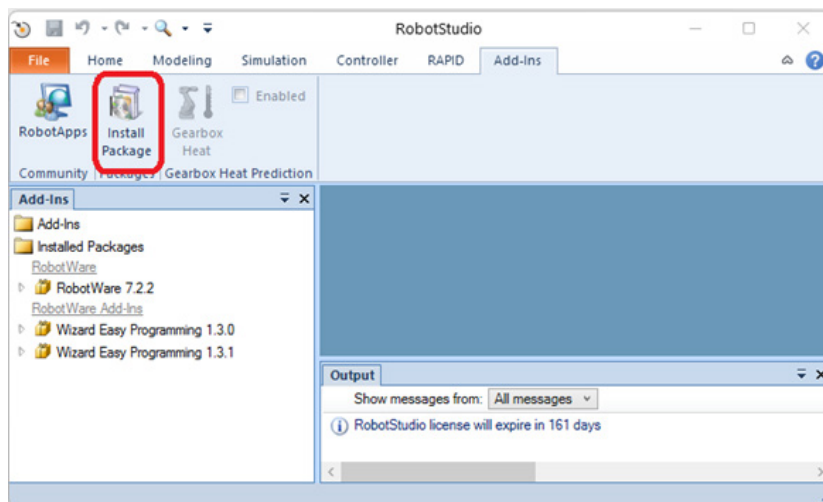 RobotStudio
File Home Modeling Simulation Controller RAPID Add-Ins
RobotApps
Install
Package
Gearbox
Heat
Enabled
Community Packages Gearbox Heat Prediction
Add-Ins
Add-Ins
Installed Packages
RobotWare
RobotWare 7.2.2
RobotWare Add-Ins
Wizard Easy Programming 1.3.0
Wizard Easy Programming 1.3.1
Output
Show messages from: All messages
RobotStudio license will expire in 161 days